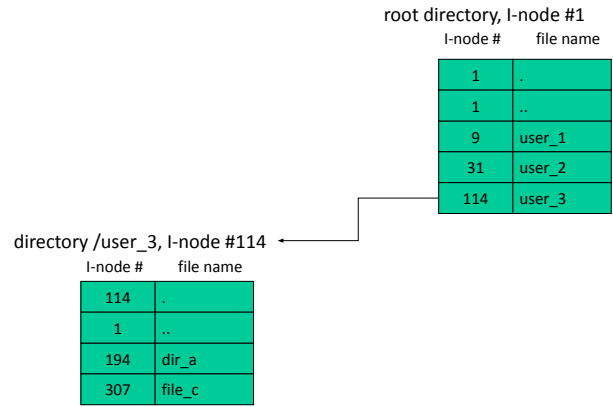 root directory, I-node #1
I-node # file name
1 .
1 ..
9 user_1
31 user_2
114 user_3
directory /user_3, I-node #114
I-node # file name
114 .
1 ..
194 dir_a
307 file_c